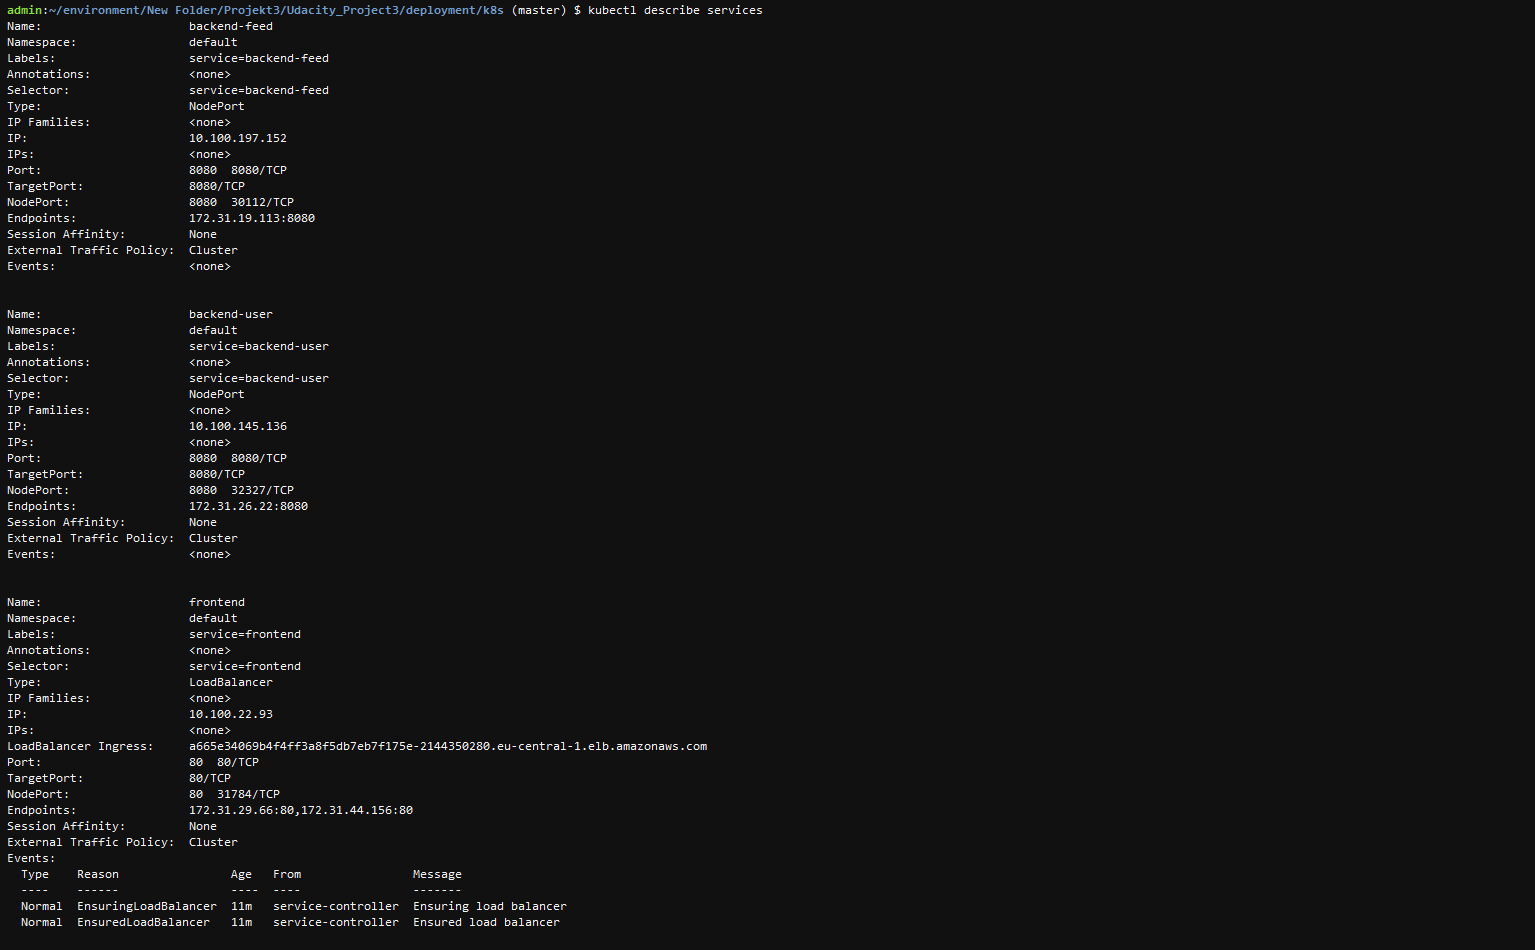 admin:~/environment/New Folder/Projekt3/Udacity_Project3/deployment/k8s (master) $ kubectl describe services
Name:                     backend-feed
Namespace:                default
Labels:                   service=backend-feed
Annotations:              <none>
Selector:                 service=backend-feed
Type:                     NodePort
IP Families:              <none>
IP:                       10.100.197.152
IPs:                      <none>
Port:                     8080  8080/TCP
TargetPort:               8080/TCP
NodePort:                 8080  30112/TCP
Endpoints:                172.31.19.113:8080
Session Affinity:         None
External Traffic Policy:  Cluster
Events:                   <none>
Name:                     backend-user
Namespace:                default
Labels:                   service=backend-user
Annotations:              <none>
Selector:                 service=backend-user
Type:                     NodePort
IP Families:              <none>
IP:                       10.100.145.136
IPs:                      <none>
Port:                     8080  8080/TCP
TargetPort:               8080/TCP
NodePort:                 8080  32327/TCP
Endpoints:                172.31.26.22:8080
Session Affinity:         None
External Traffic Policy:  Cluster
Events:                   <none>
Name:                     frontend
Namespace:                default
Labels:                   service=frontend
Annotations:              <none>
Selector:                 service=frontend
Type:                     LoadBalancer
IP Families:              <none>
IP:                       10.100.22.93
IPs:                      <none>
LoadBalancer Ingress:     a665e34069b4f4ff3a8f5db7eb7f175e-2144350280.eu-central-1.elb.amazonaws.com
Port:                     80  80/TCP
TargetPort:               80/TCP
NodePort:                 80  31784/TCP
Endpoints:                172.31.29.66:80,172.31.44.156:80
Session Affinity:         None
External Traffic Policy:  Cluster
Events:
  Type    Reason                Age   From                Message
  ----    ------                ----  ----                -------
  Normal  EnsuringLoadBalancer  11m   service-controller  Ensuring load balancer
  Normal  EnsuredLoadBalancer   11m   service-controller  Ensured load balancer